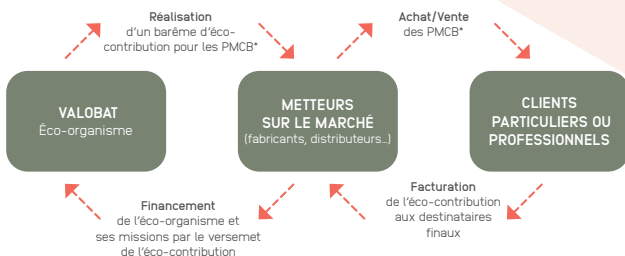 Réalisation
d'un barême d'éco-
contribution pour les PMCB*
Achat/Vente
des PMCB*
VALOBAT
Éco-organisme
METTEURS
SUR LE MARCHÉ
(fabricants, distributeurs...)
CLIENTS
PARTICULIERS OU
PROFESSIONNELS
Financement
de l'éco-organisme et
ses missions par le versemet
de l'éco-contribution
Facturation
de l'éco-contribution
aux destinataires
finaux